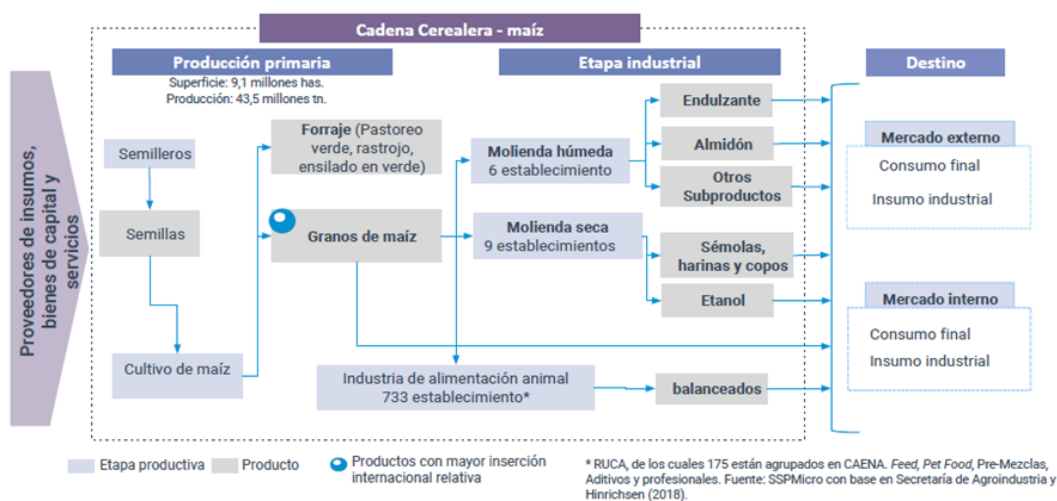 Cadena Cerealera - maíz
Producción primaria
Superficie: 9,1 millones has.
Producción: 43,5 millones tn.
Etapa industrial
Destino
Proveedores de insumos,
bienes de capital y
servicios
Semilleros
Semillas
Cultivo de maíz
Forraje (Pastoreo
verde, rastrojo,
ensilado en verde)
Granos de maíz
Molienda húmeda
6 establecimiento
Molienda seca
9 establecimientos
Industria de alimentación animal
733 establecimiento*
Endulzante
Almidón
Otros
Subproductos
Sémolas,
harinas y copos
Etanol
balanceados
Mercado externo
Consumo final
Insumo industrial
Mercado interno
Consumo final
Insumo industrial
Etapa productiva
Producto
Productos con mayor inserción
internacional relativa
* RUCA, de los cuales 175 están agrupados en CAENA. Feed, Pet Food, Pre-Mezclas,
Aditivos y profesionales. Fuente: SSPMicro con base en Secretaría de Agroindustria y
Hinrichsen (2018).